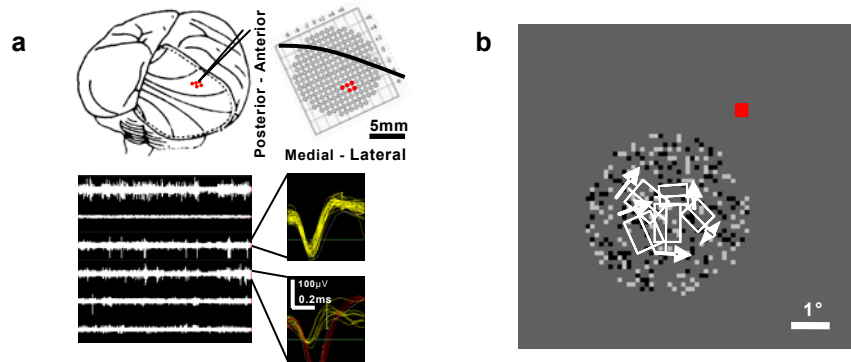 a
Posterior - Anterior
5mm
Medial - Lateral
100µV
0.2ms
b
1°